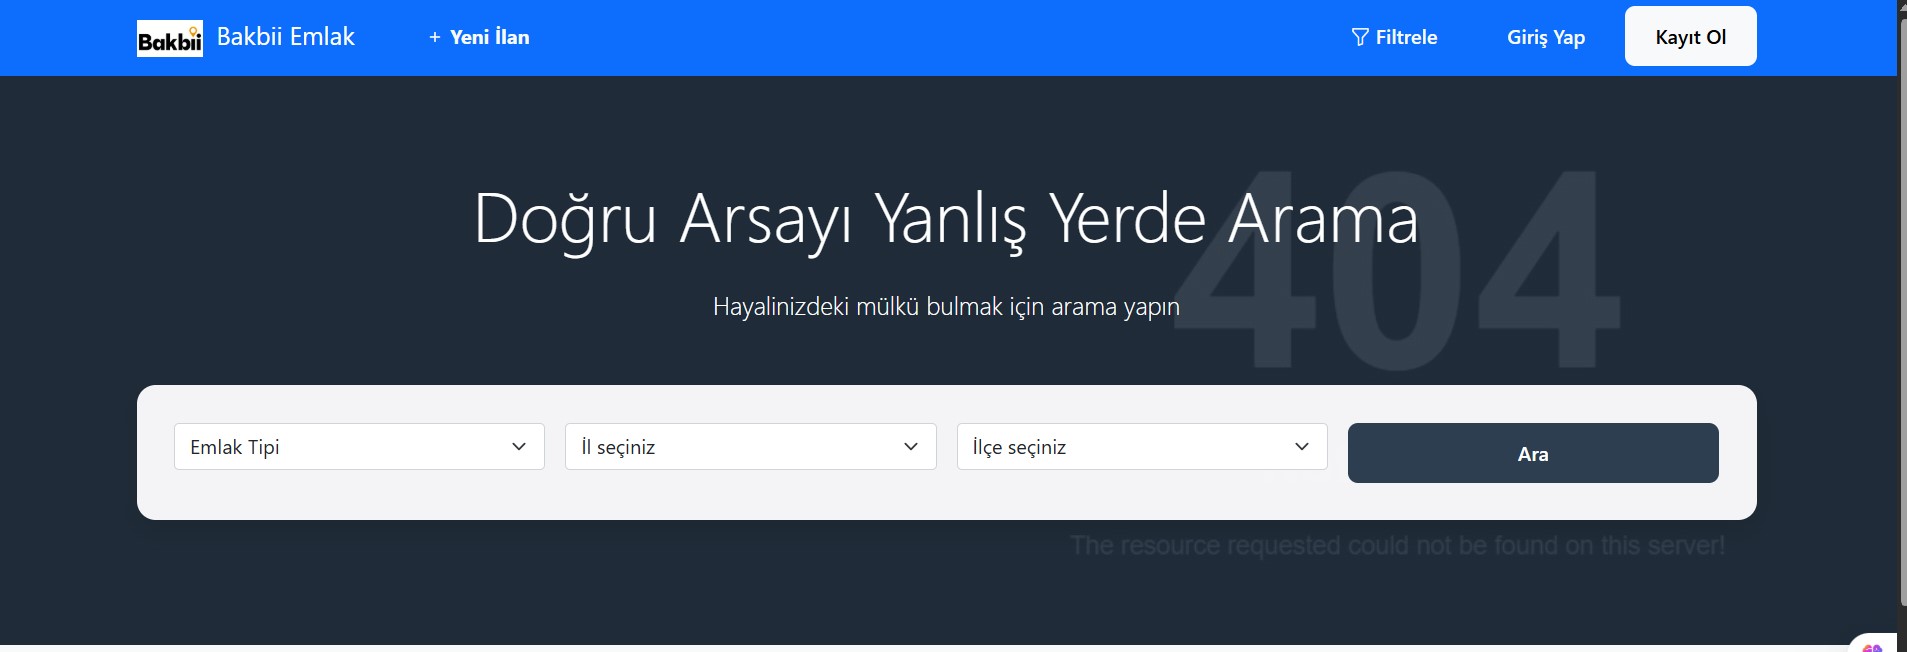 Bakbii Bakbii Emlak + Yeni İlan Filtrele Giriş Yap Kayıt Ol
404
Doğru Arsayı Yanlış Yerde Arama
Hayalinizdeki mülkü bulmak için arama yapın
Emlak Tipi İl seçiniz İlçe seçiniz Ara
The resource requested could not be found on this server!